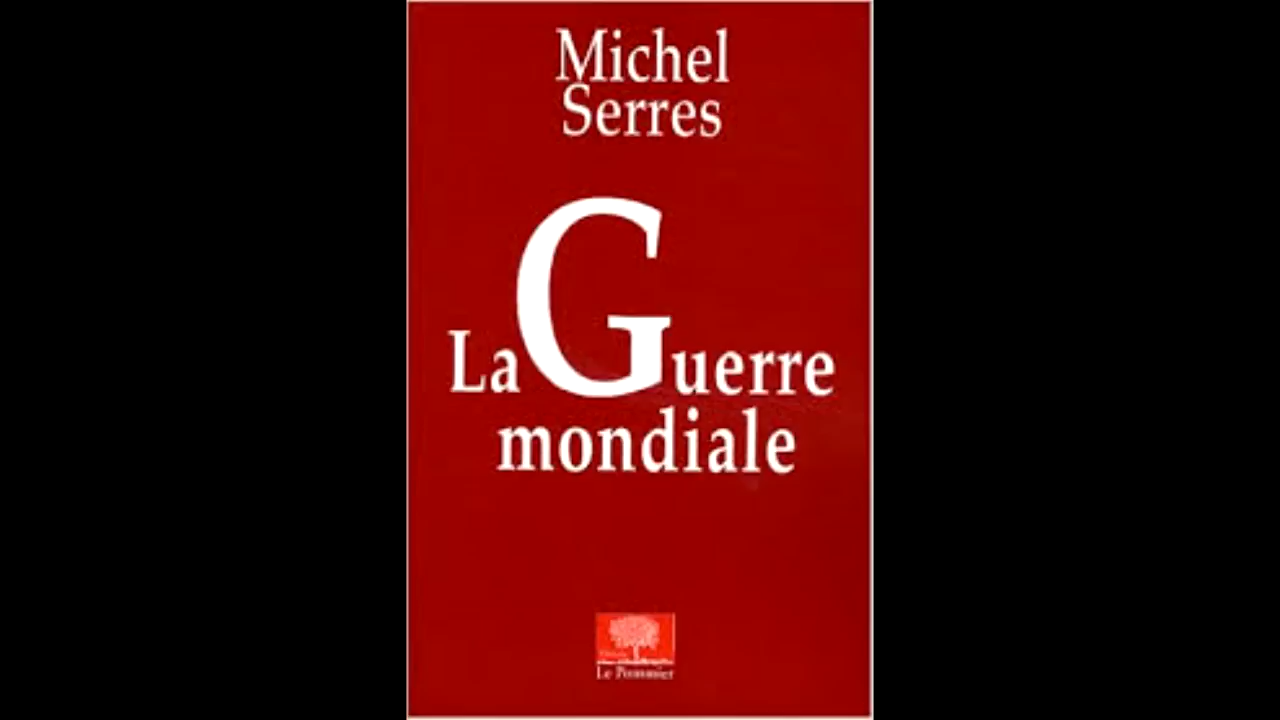 Michel
Serres
La Guerre
mondiale
Le Pommier